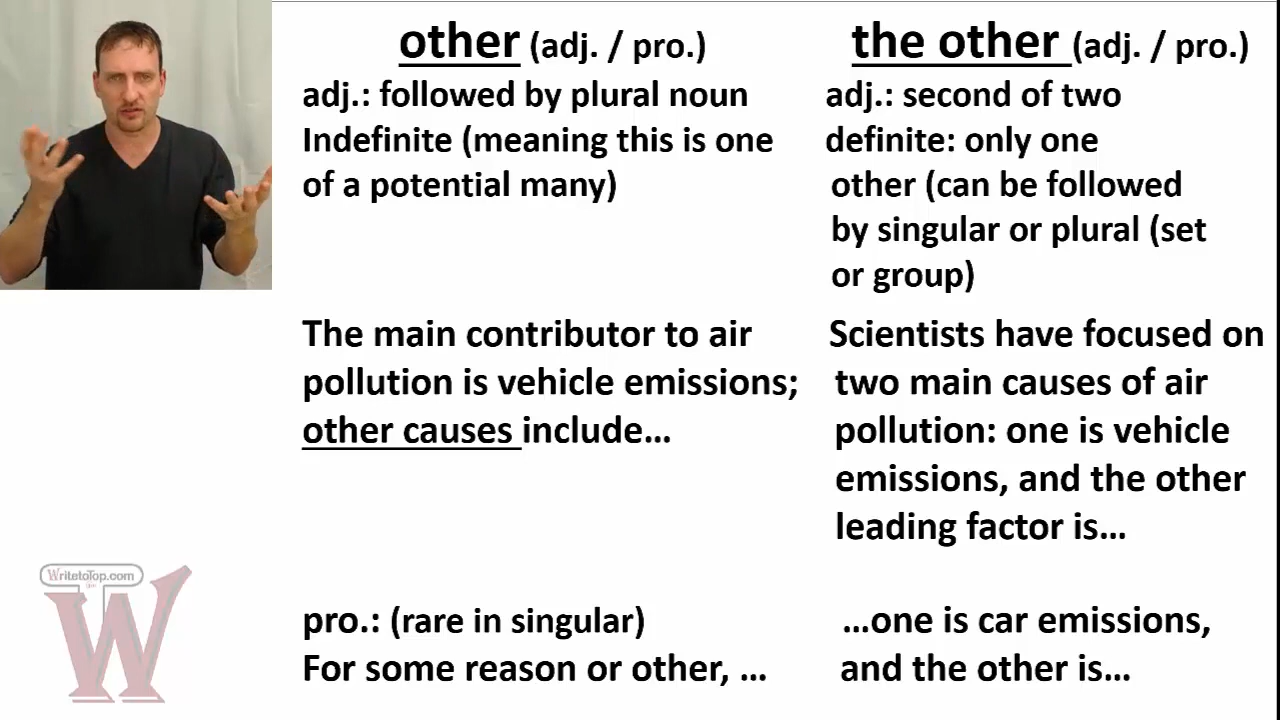 other (adj. / pro.)
adj.: followed by plural noun
Indefinite (meaning this is one
of a potential many)
The main contributor to air
pollution is vehicle emissions;
other causes include...
pro.: (rare in singular)
For some reason or other, ...
the other (adj. / pro.)
adj.: second of two
definite: only one
other (can be followed
by singular or plural (set
or group)
Scientists have focused on
two main causes of air
pollution: one is vehicle
emissions, and the other
leading factor is...
...one is car emissions,
and the other is...
WritetoTop.com
W